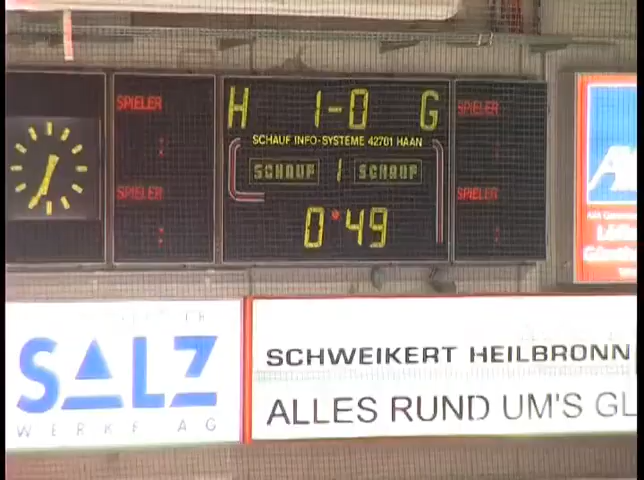 SPIELER
H 1-0 G
SPIELER
SCHAUF INFO-SYSTEME 42701 HAAN
SCHAUF 1 SCHAUF
SPIELER
SPIELER
0:49
AXA
SALZ
WERKE AG
SCHWEIKERT HEILBRONN
ALLES RUND UM'S GL